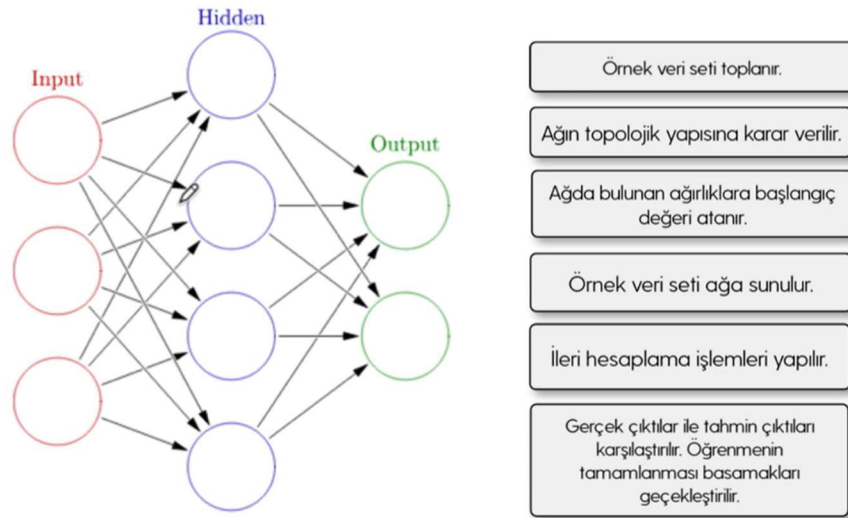 Hidden
Input
Output
Örnek veri seti toplanır.
Ağın topolojik yapısına karar verilir.
Ağda bulunan ağırlıklara başlangıç
değeri atanır.
Örnek veri seti ağa sunulur.
İleri hesaplama işlemleri yapılır.
Gerçek çıktılar ile tahmin çıktıları
karşılaştırılır. Öğrenmenin
tamamlanması basamakları
geçekleştirilir.